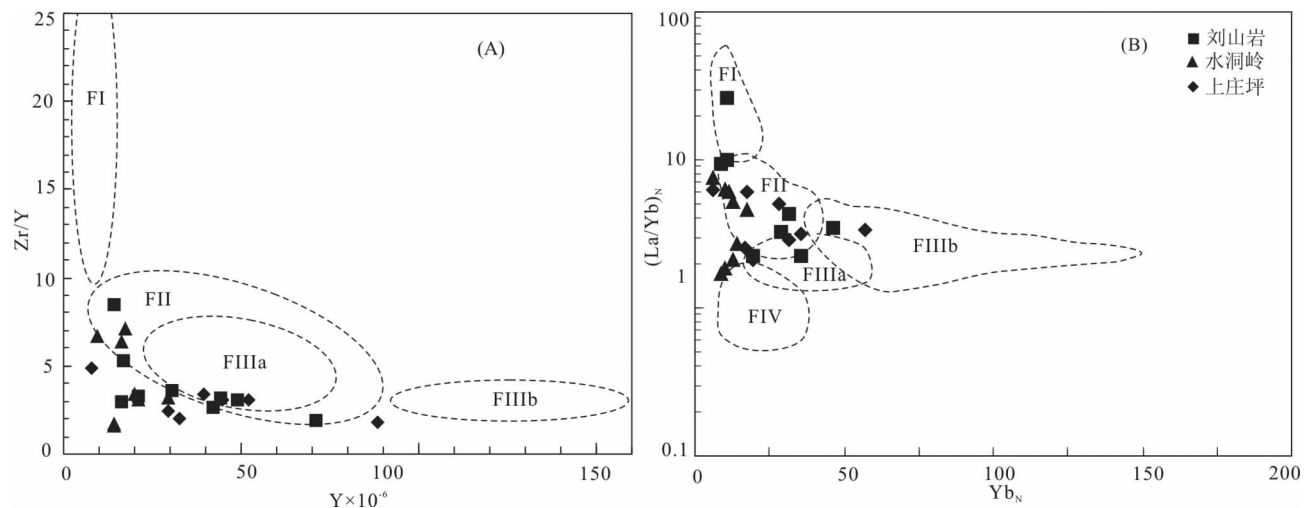 25
20
15
10
5
0
Zr/Y
(A)
FI
FII
FIIIa
FIIIb
0
50
100
150
Y×10⁻⁶
100
10
1
0.1
(La/Yb)N
(B)
■ 刘山岩
▲ 水洞岭
◆ 上庄坪
FI
FII
FIIIb
FIIIa
FIV
0
50
100
150
200
YbN